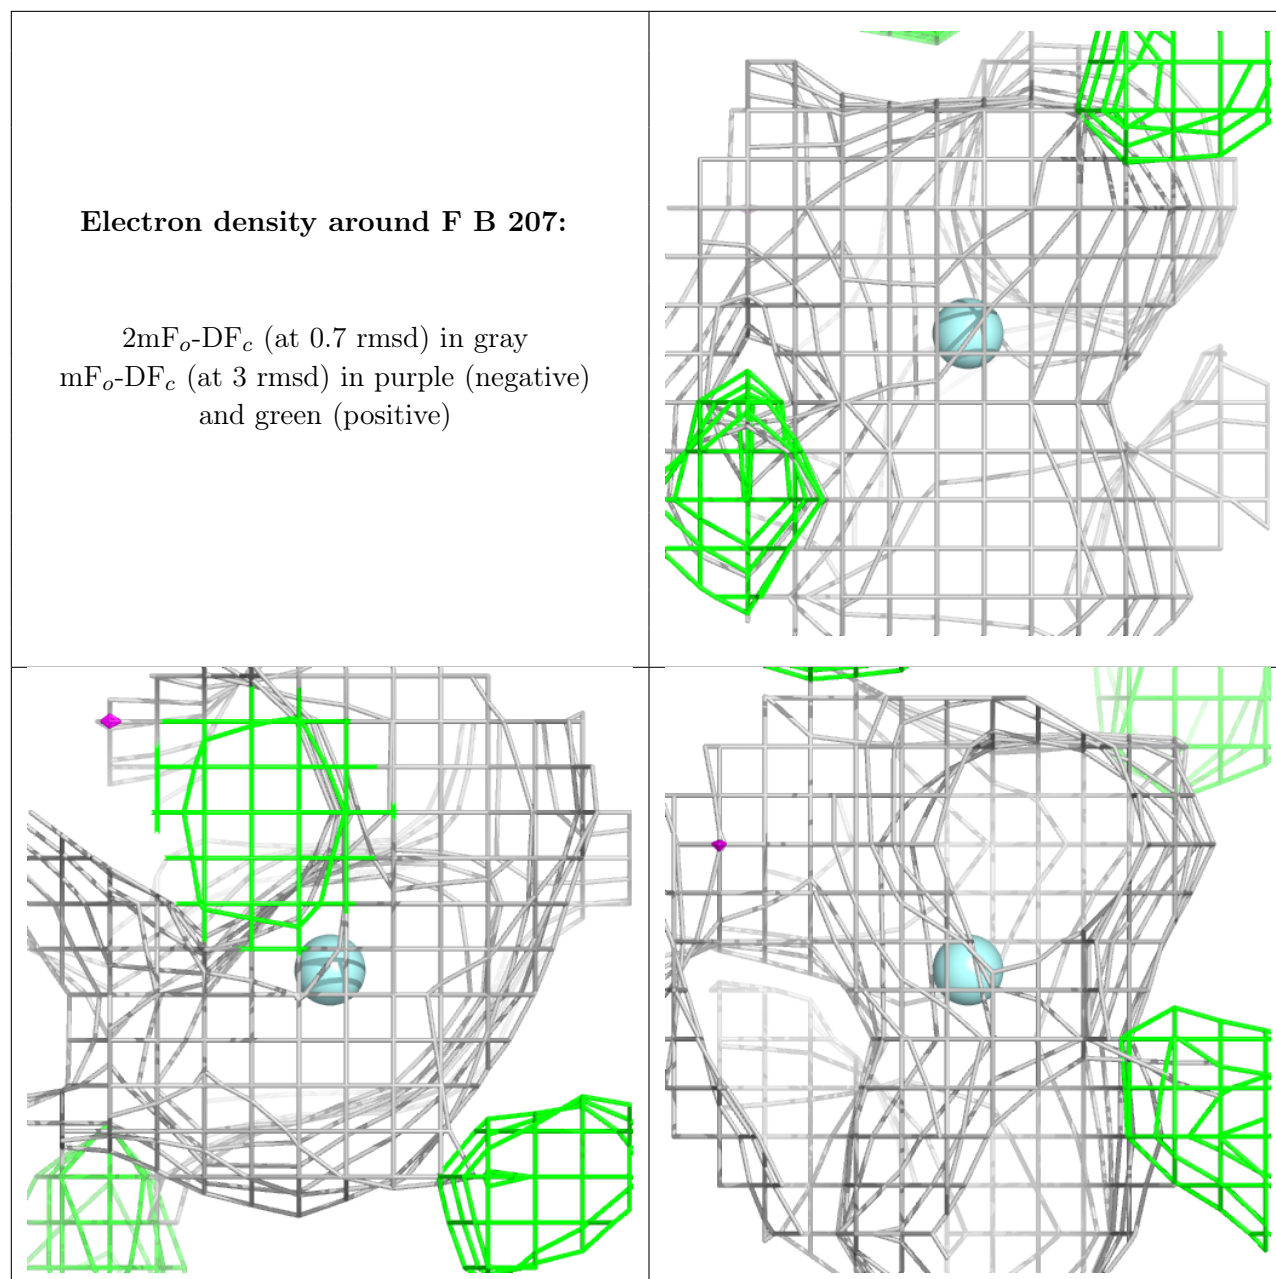 Electron density around F B 207:
2mFo-DFc (at 0.7 rmsd) in gray
mFo-DFc (at 3 rmsd) in purple (negative)
and green (positive)